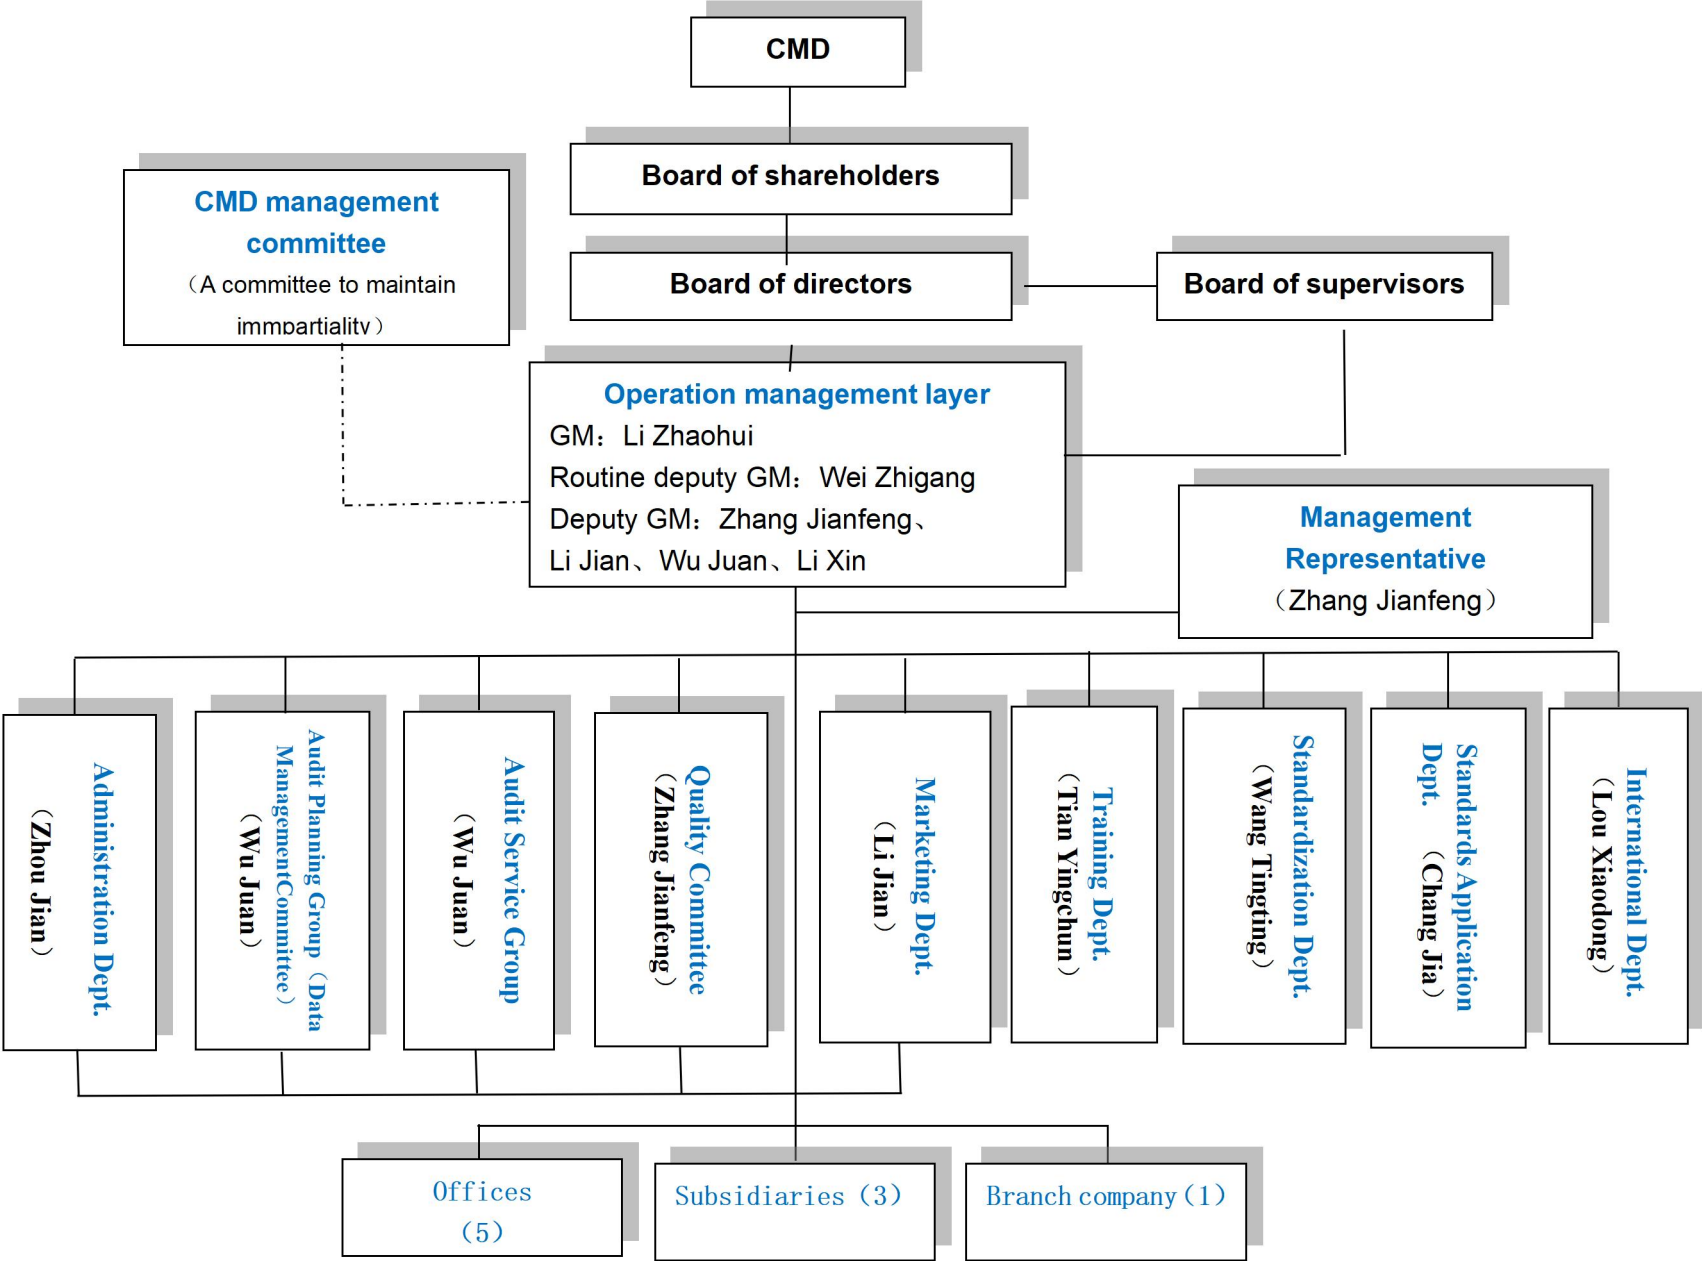 CMD
Board of shareholders
CMD management
committee
（A committee to maintain
immpartiality）
Board of directors
Board of supervisors
Operation management layer
GM：Li Zhaohui
Routine deputy GM：Wei Zhigang
Deputy GM：Zhang Jianfeng、
Li Jian、Wu Juan、Li Xin
Management
Representative
（Zhang Jianfeng）
Administration Dept.
（Zhou Jian）
Audit Planning Group（Data
ManagementCommittee）
（Wu Juan）
Audit Service Group
（Wu Juan）
Quality Committee
（Zhang Jianfeng）
Marketing Dept.
（Li Jian）
Training Dept.
（Tian Yingchun）
Standardization Dept.
（Wang Tingting）
Standards Application
Dept. （Chang Jia）
International Dept.
（Lou Xiaodong）
Offices
（5）
Subsidiaries（3）
Branch company（1）